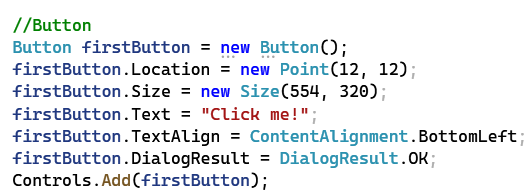 //Button
Button firstButton = new Button();
firstButton.Location = new Point(12, 12);
firstButton.Size = new Size(554, 320);
firstButton.Text = "Click me!";
firstButton.TextAlign = ContentAlignment.BottomLeft;
firstButton.DialogResult = DialogResult.OK;
Controls.Add(firstButton);